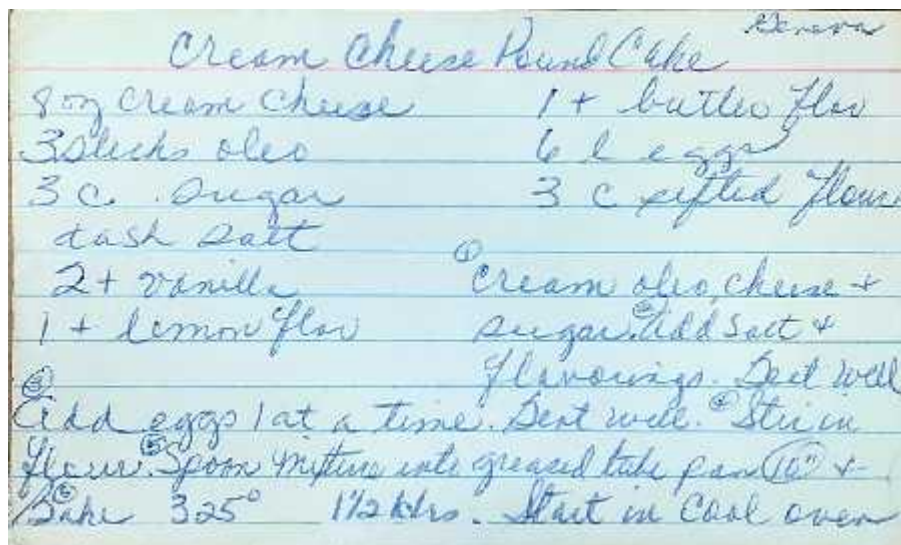 Geneva
Cream Cheese Pound Cake
8 oz cream cheese
3 sticks oleo
3 c. sugar
dash salt
2 t vanilla
1 t lemon flav
1 t butter flav
6 l eggs
3 c sifted flour
① Cream oleo, cheese +
sugar. ② Add salt +
flavorings. Beat well
③
Add eggs 1 at a time. Beat well. ④ Stir in
flour. ⑤ Spoon mixture into greased tube pan (10") +
⑥ Bake 325° 1 1/2 hrs. Start in cool oven